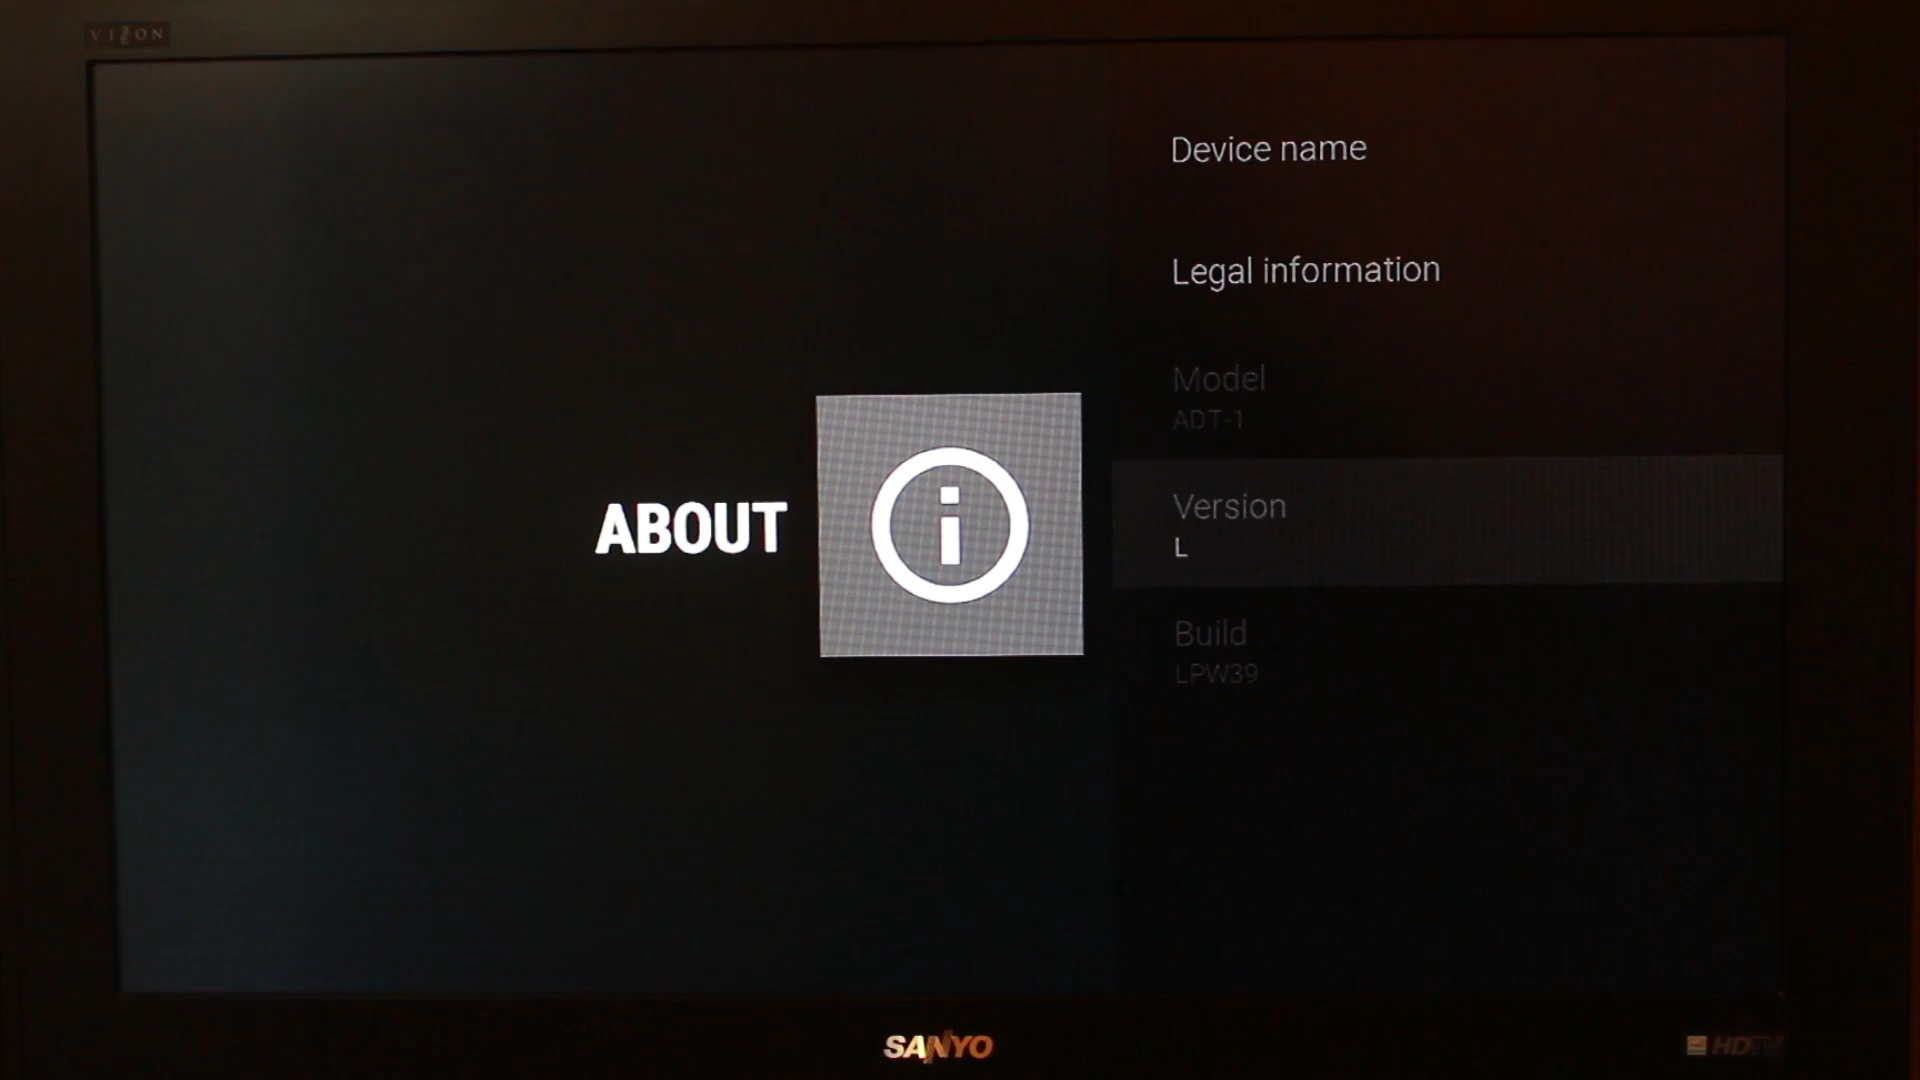 VIZON
Device name
Legal information
Model
ADT-1
Version
L
ABOUT
Build
LPW39
SANYO
HDTV